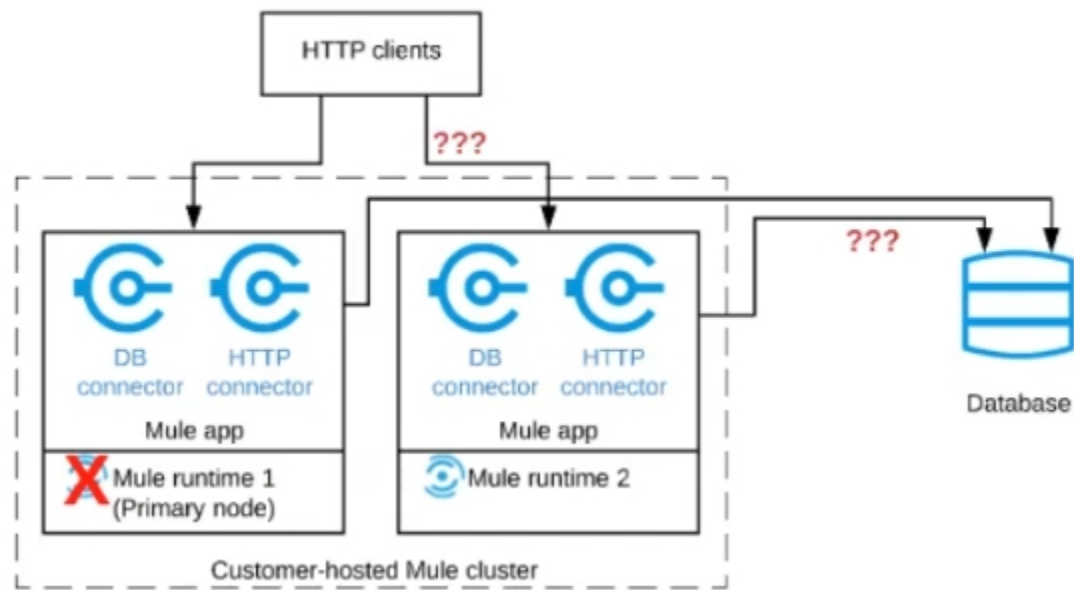 HTTP clients
???
???
DB
connector
HTTP
connector
DB
connector
HTTP
connector
Database
Mule app
Mule app
X Mule runtime 1
(Primary node)
Mule runtime 2
Customer-hosted Mule cluster